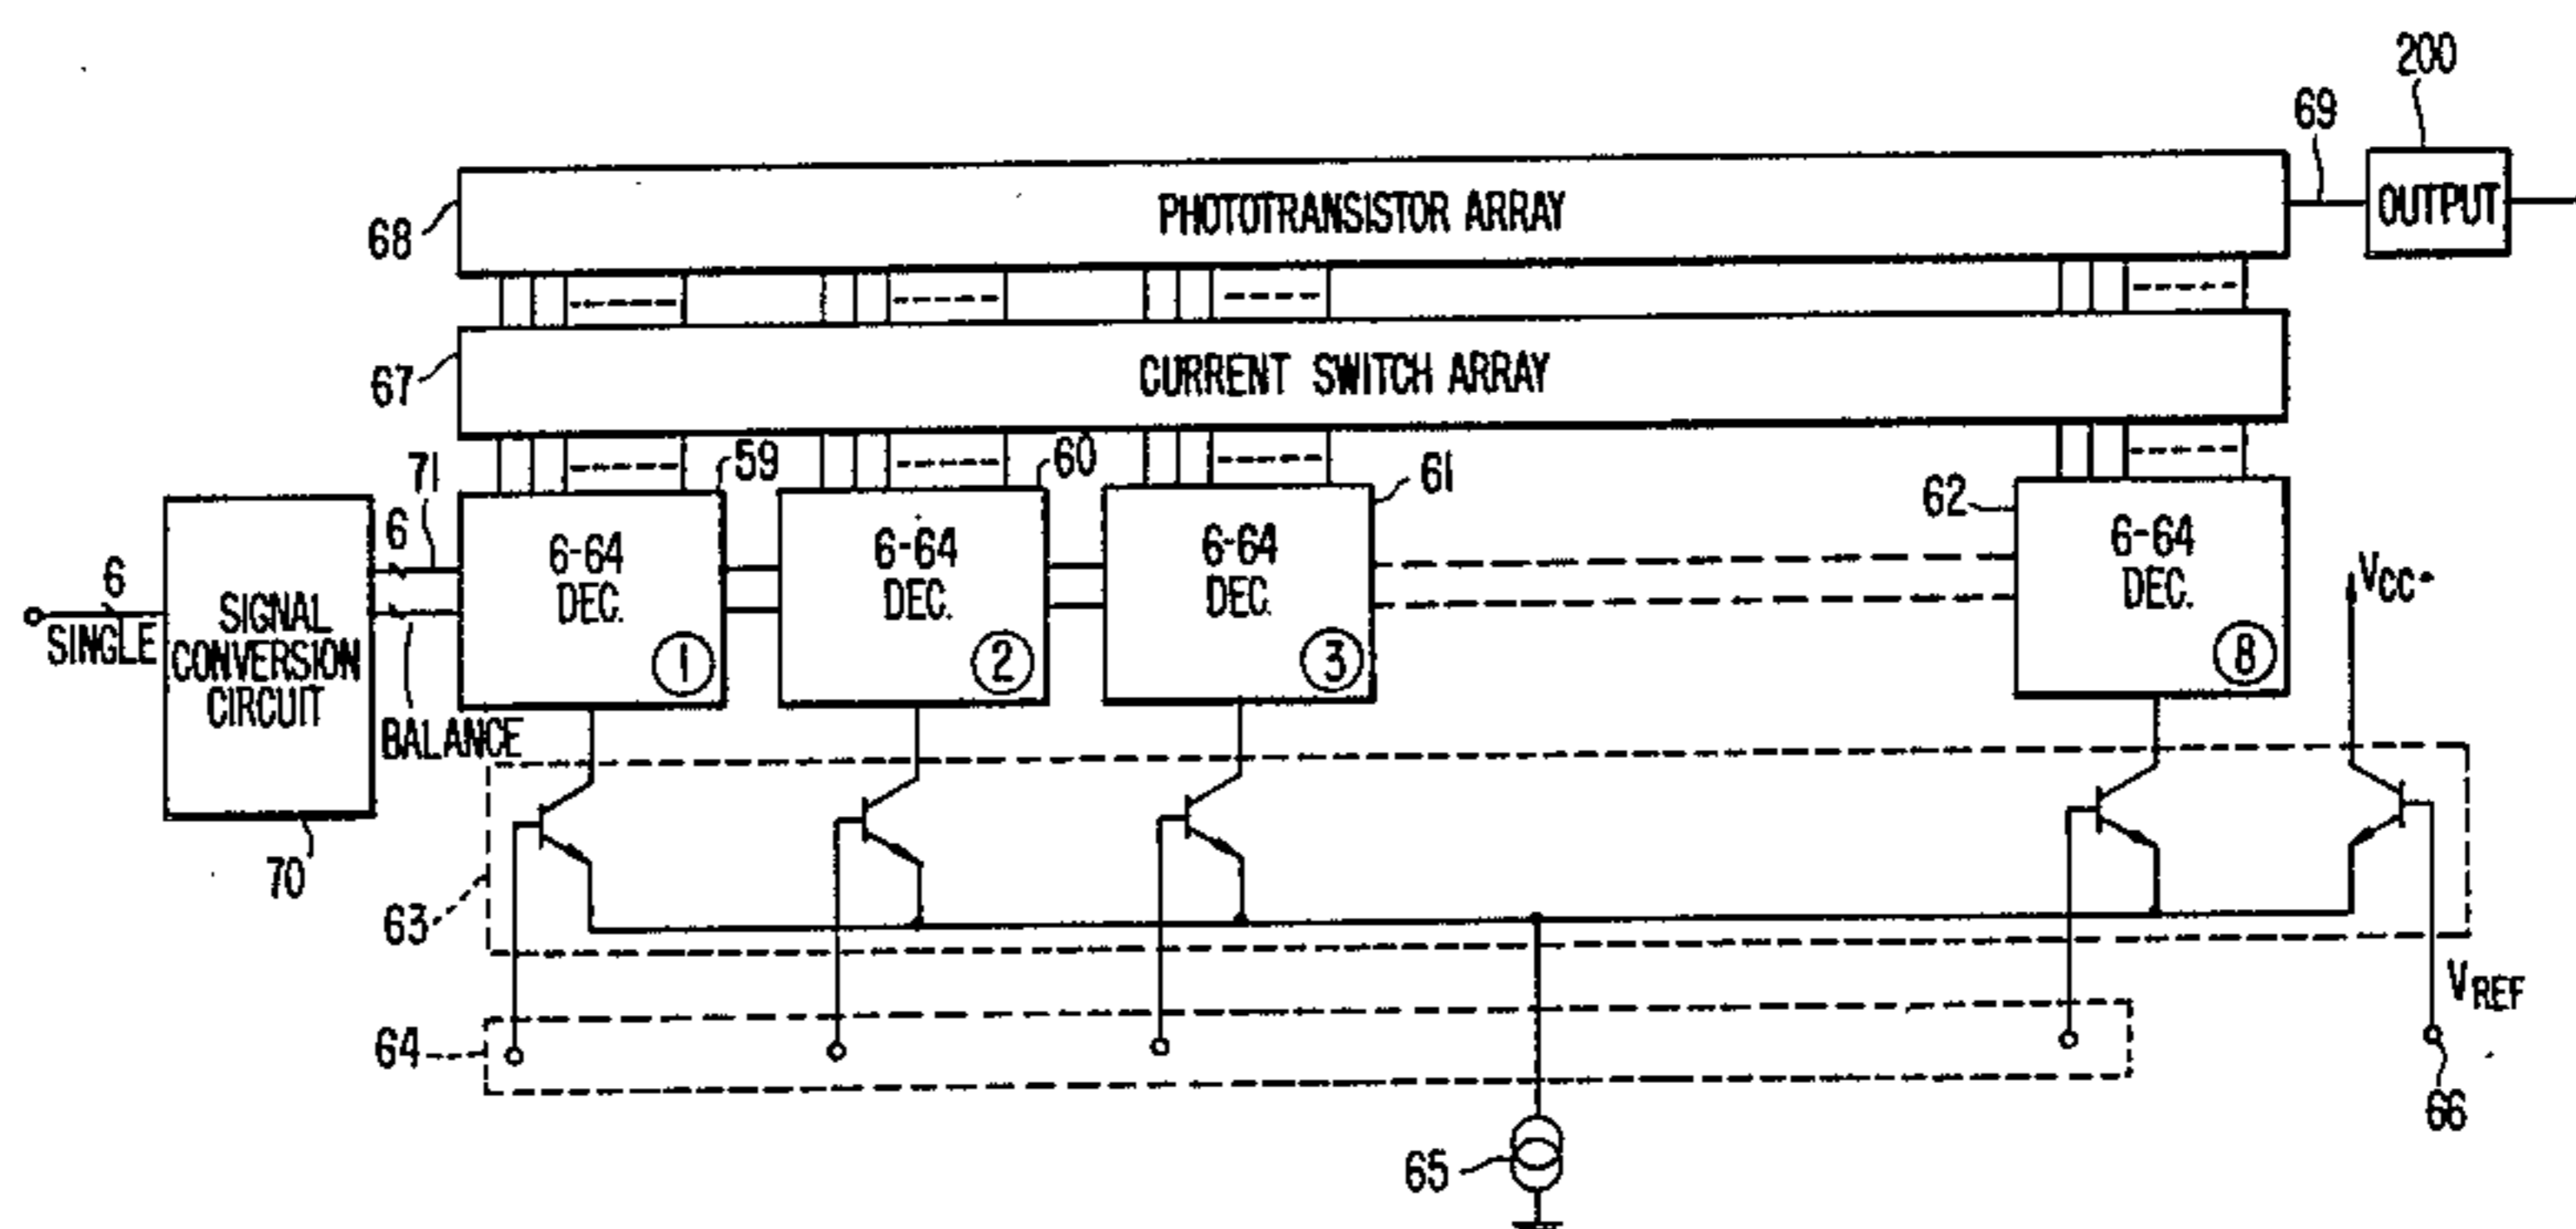 200
69
PHOTOTRANSISTOR ARRAY
OUTPUT
68
CURRENT SWITCH ARRAY
67
71
59
60
61
62
6
6
SINGLE
SIGNAL
CONVERSION
CIRCUIT
BALANCE
70
6-64
DEC.
1
6-64
DEC.
2
6-64
DEC.
3
6-64
DEC.
8
VCC
63
VREF
64
65
66